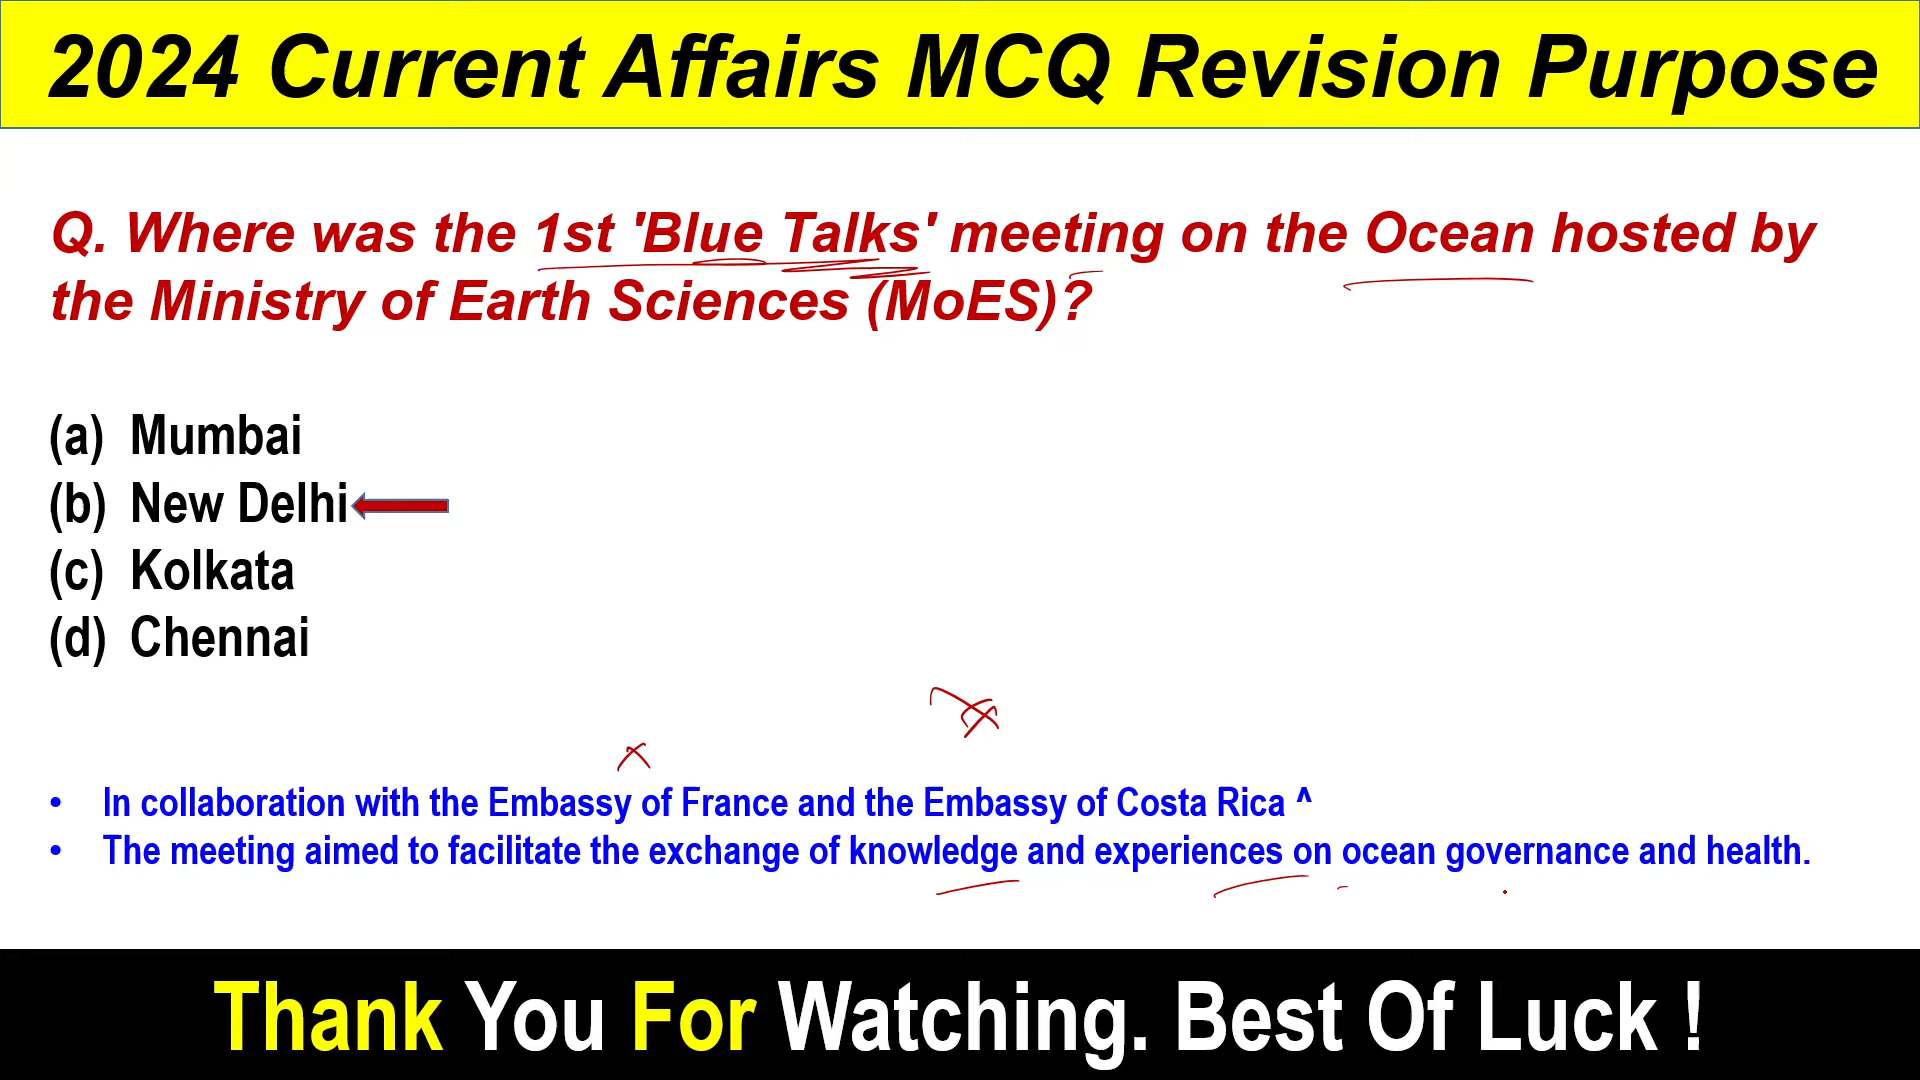 2024 Current Affairs MCQ Revision Purpose
Q. Where was the 1st 'Blue Talks' meeting on the Ocean hosted by
the Ministry of Earth Sciences (MoES)?
(a) Mumbai
(b) New Delhi
(c) Kolkata
(d) Chennai
• In collaboration with the Embassy of France and the Embassy of Costa Rica ^
• The meeting aimed to facilitate the exchange of knowledge and experiences on ocean governance and health.
Thank You For Watching. Best Of Luck !